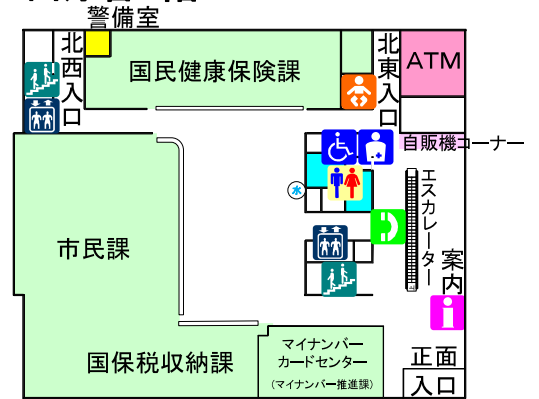 警備室
北西入口
国民健康保険課
北東入口
ATM
自販機コーナー
水
エスカレーター
市民課
案内
国保税収納課
マイナンバー
カードセンター
(マイナンバー推進課)
正面
入口